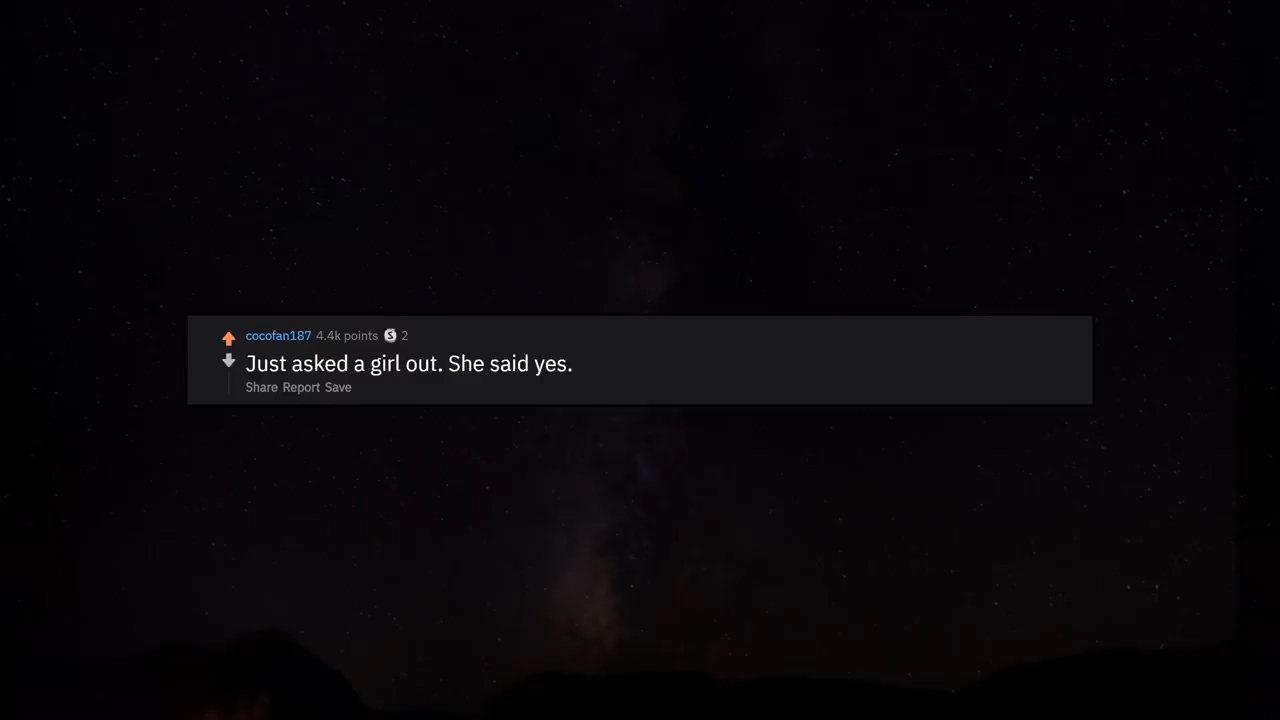 cocofan187 4.4k points S 2
Just asked a girl out. She said yes.
Share Report Save